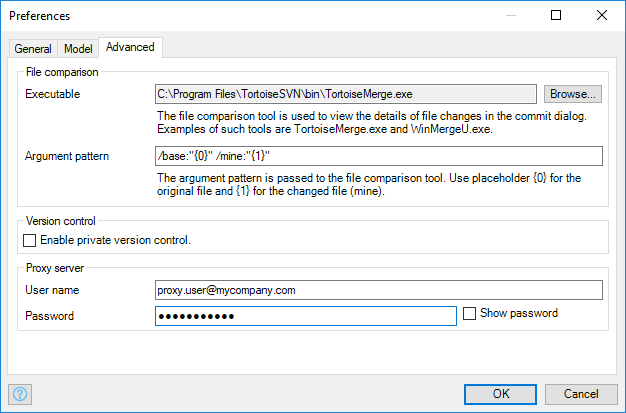 Preferences
General Model Advanced
File comparison
Executable C:\Program Files\TortoiseSVN\bin\TortoiseMerge.exe Browse...
The file comparison tool is used to view the details of file changes in the commit dialog.
Examples of such tools are TortoiseMerge.exe and WinMergeU.exe.
Argument pattern /base:"{0}" /mine:"{1}"
The argument pattern is passed to the file comparison tool. Use placeholder {0} for the
original file and {1} for the changed file (mine).
Version control
Enable private version control.
Proxy server
User name proxy.user@mycompany.com
Password ●●●●●●●●●●● Show password
? OK Cancel